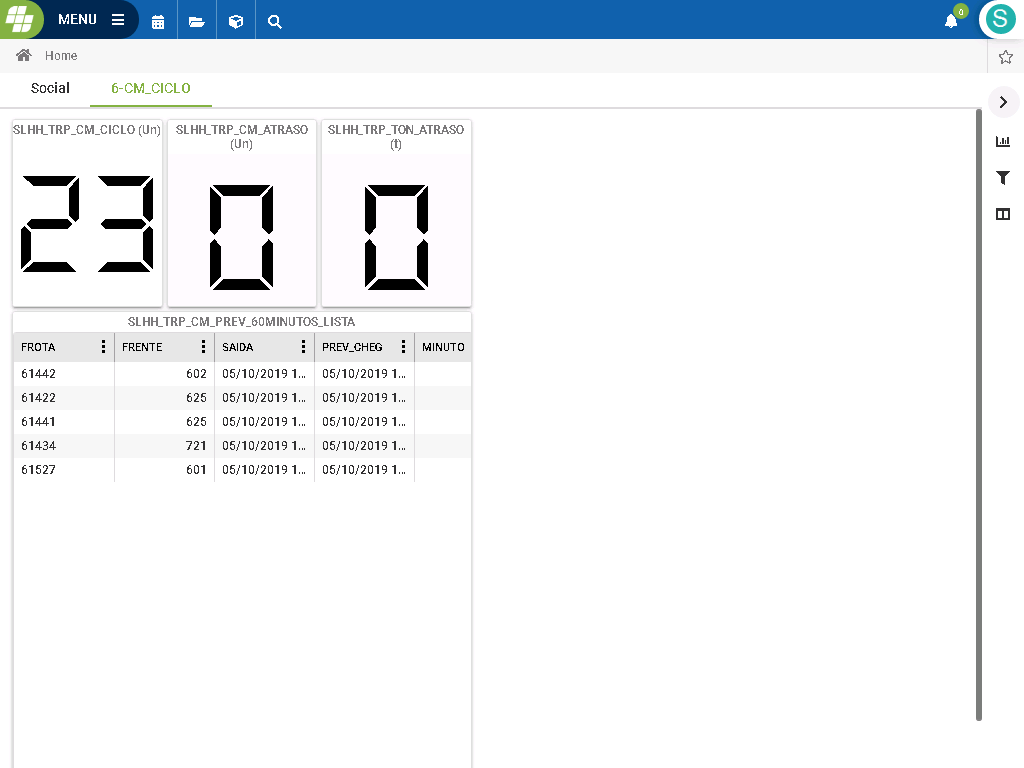 MENU
0
S
Home
Social
6-CM_CICLO
SLHH_TRP_CM_CICLO (Un)
SLHH_TRP_CM_ATRASO
(Un)
SLHH_TRP_TON_ATRASO
(t)
23
0
0
SLHH_TRP_CM_PREV_60MINUTOS_LISTA
FROTA FRENTE SAIDA PREV_CHEG MINUTO
61442 602 05/10/2019 1... 05/10/2019 1...
61422 625 05/10/2019 1... 05/10/2019 1...
61441 625 05/10/2019 1... 05/10/2019 1...
61434 721 05/10/2019 1... 05/10/2019 1...
61527 601 05/10/2019 1... 05/10/2019 1...